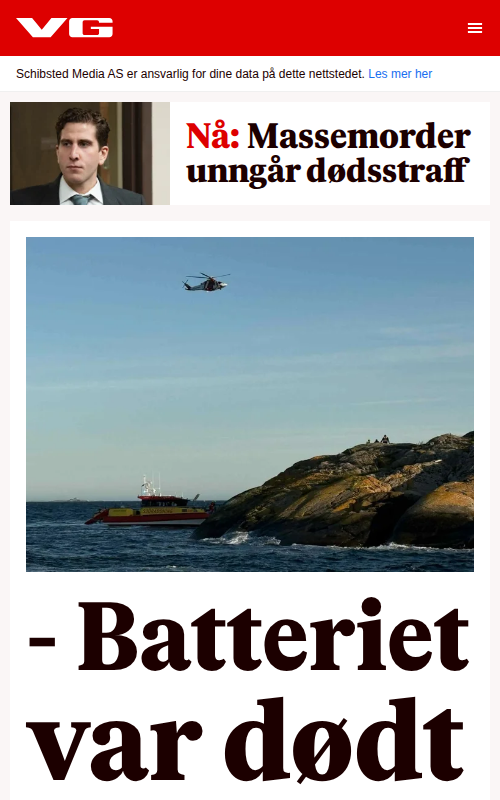 VG
Schibsted Media AS er ansvarlig for dine data på dette nettstedet. Les mer her
Nå: Massemorder
unngår dødsstraff
- Batteriet
var dødt